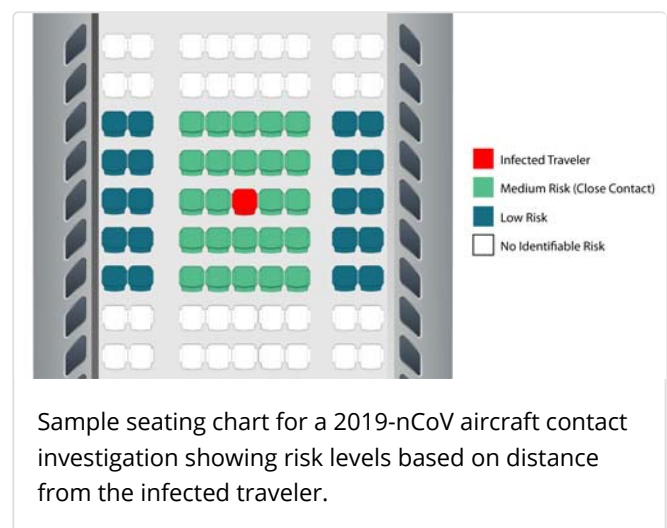 Infected Traveler
Medium Risk (Close Contact)
Low Risk
No Identifiable Risk
Sample seating chart for a 2019-nCoV aircraft contact
investigation showing risk levels based on distance
from the infected traveler.